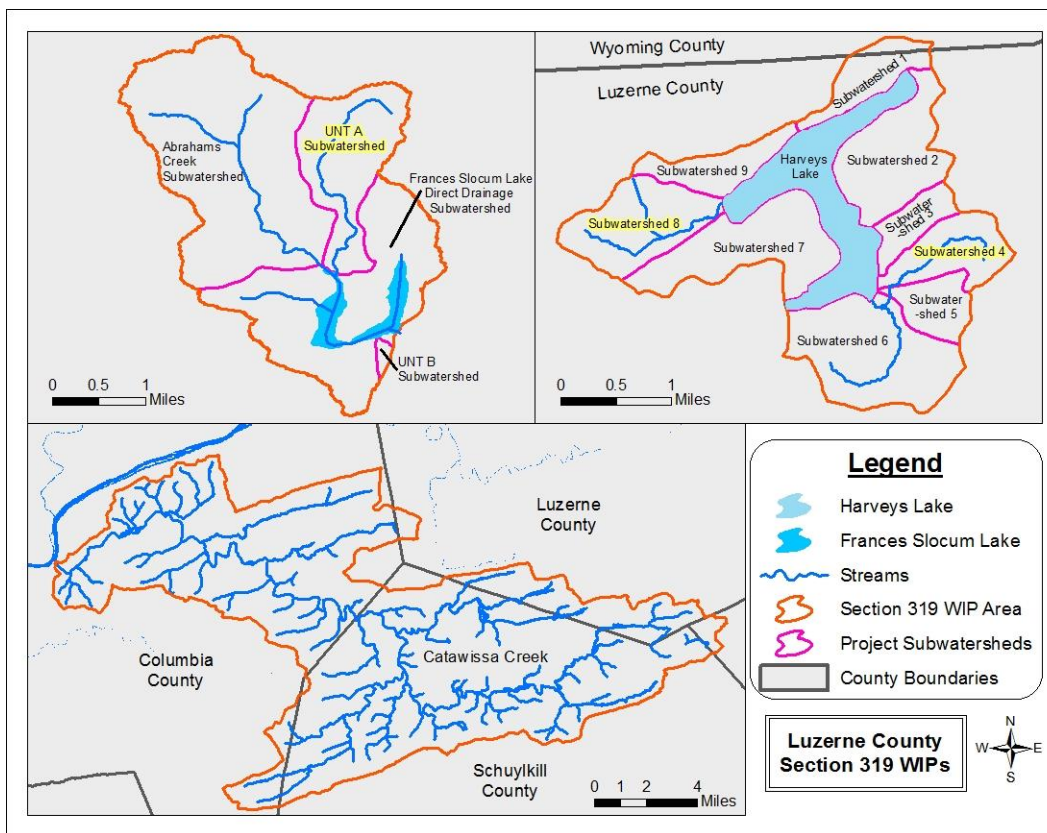 Abrahams
Creek
Subwatershed
UNT A
Subwatershed
Frances Slocum Lake
Direct Drainage
Subwatershed
UNT B
Subwatershed
0 0.5 1
Miles
Wyoming County
Luzerne County
Subwatershed 1
Harveys
Lake
Subwatershed 2
Subwatershed 9
Subwater
-shed 3
Subwatershed 8
Subwatershed 4
Subwatershed 7
Subwater
-shed 5
Subwatershed 6
0 0.5 1
Miles
Luzerne
County
Columbia
County
Catawissa Creek
Schuylkill
County
0 1 2 4
Miles
Legend
Harveys Lake
Frances Slocum Lake
Streams
Section 319 WIP Area
Project Subwatersheds
County Boundaries
Luzerne County
Section 319 WIPs
N
W E
S